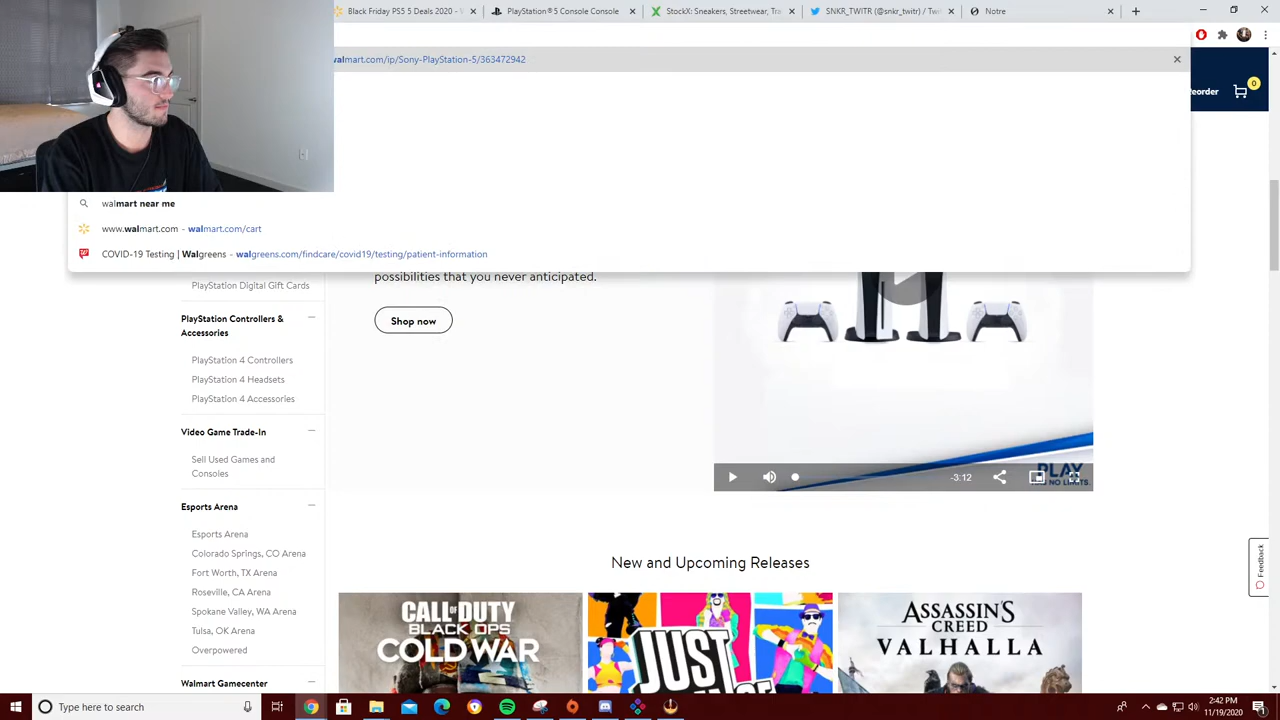 Black Friday PS5 5 Deals 2020 -
PlayStation®5 Console Console
StockX: Sneakers, Streetwear, Tra
SNKR_TWITR (@snkr_twitr) / Twi
Notre
walmart.com/ip/Sony-PlayStation-5/363472942
Reorder
0
walmart near me
www.walmart.com - walmart.com/cart
COVID-19 Testing | Walgreens - walgreens.com/findcare/covid19/testing/patient-information
possibilities that you never anticipated.
PlayStation Digital Gift Cards
Shop now
PlayStation Controllers &
Accessories
PlayStation 4 Controllers
PlayStation 4 Headsets
PlayStation 4 Accessories
Video Game Trade-In
Sell Used Games and
Consoles
-3:12
PLAY
HAS NO LIMITS.
Esports Arena
Esports Arena
Colorado Springs, CO Arena
Fort Worth, TX Arena
Roseville, CA Arena
Spokane Valley, WA Arena
Tulsa, OK Arena
Overpowered
Walmart Gamecenter
Feedback
New and Upcoming Releases
CALL OF DUTY
BLACK OPS
COLD WAR
JUST
ASSASSIN'S
CREED
VALHALLA
Type here to search
2:42 PM
11/19/2020
1